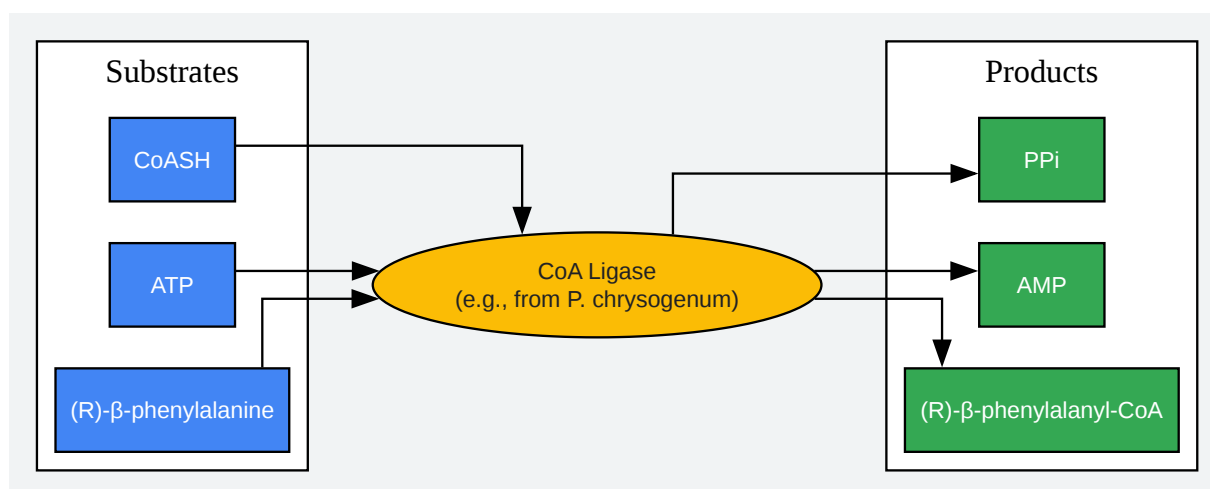 Substrates
CoASH
ATP
(R)-β-phenylalanine
CoA Ligase
(e.g., from P. chrysogenum)
Products
PPi
AMP
(R)-β-phenylalanyl-CoA